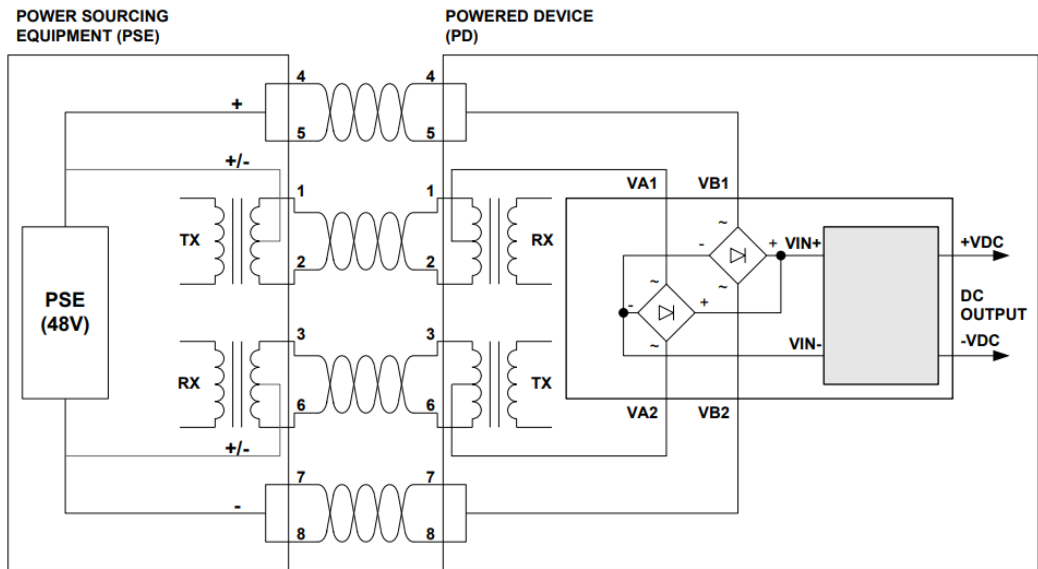 POWER SOURCING
EQUIPMENT (PSE)
POWERED DEVICE
(PD)
4
4
+
5
5
+/-
1
1
VA1
VB1
TX
RX
~
-
+
VIN+
+VDC
2
2
~
~
PSE
(48V)
-
+
DC
OUTPUT
3
3
~
VIN-
-VDC
RX
TX
6
6
VA2
VB2
+/-
7
7
-
8
8